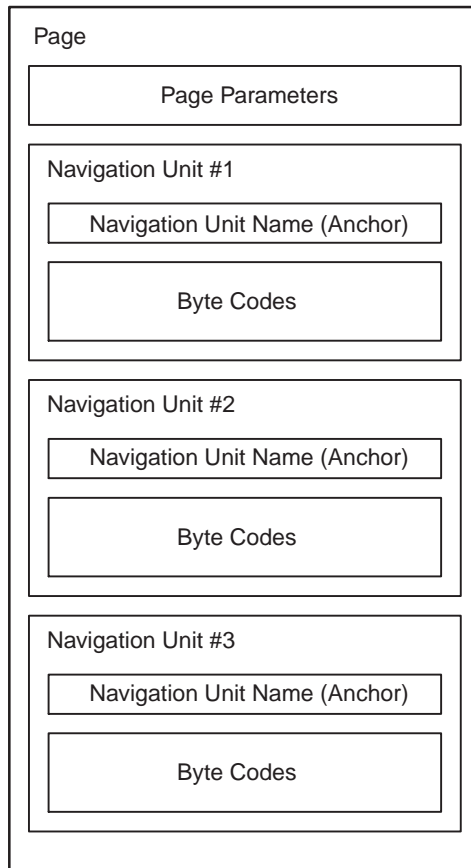 Page
Page Parameters
Navigation Unit #1
Navigation Unit Name (Anchor)
Byte Codes
Navigation Unit #2
Navigation Unit Name (Anchor)
Byte Codes
Navigation Unit #3
Navigation Unit Name (Anchor)
Byte Codes